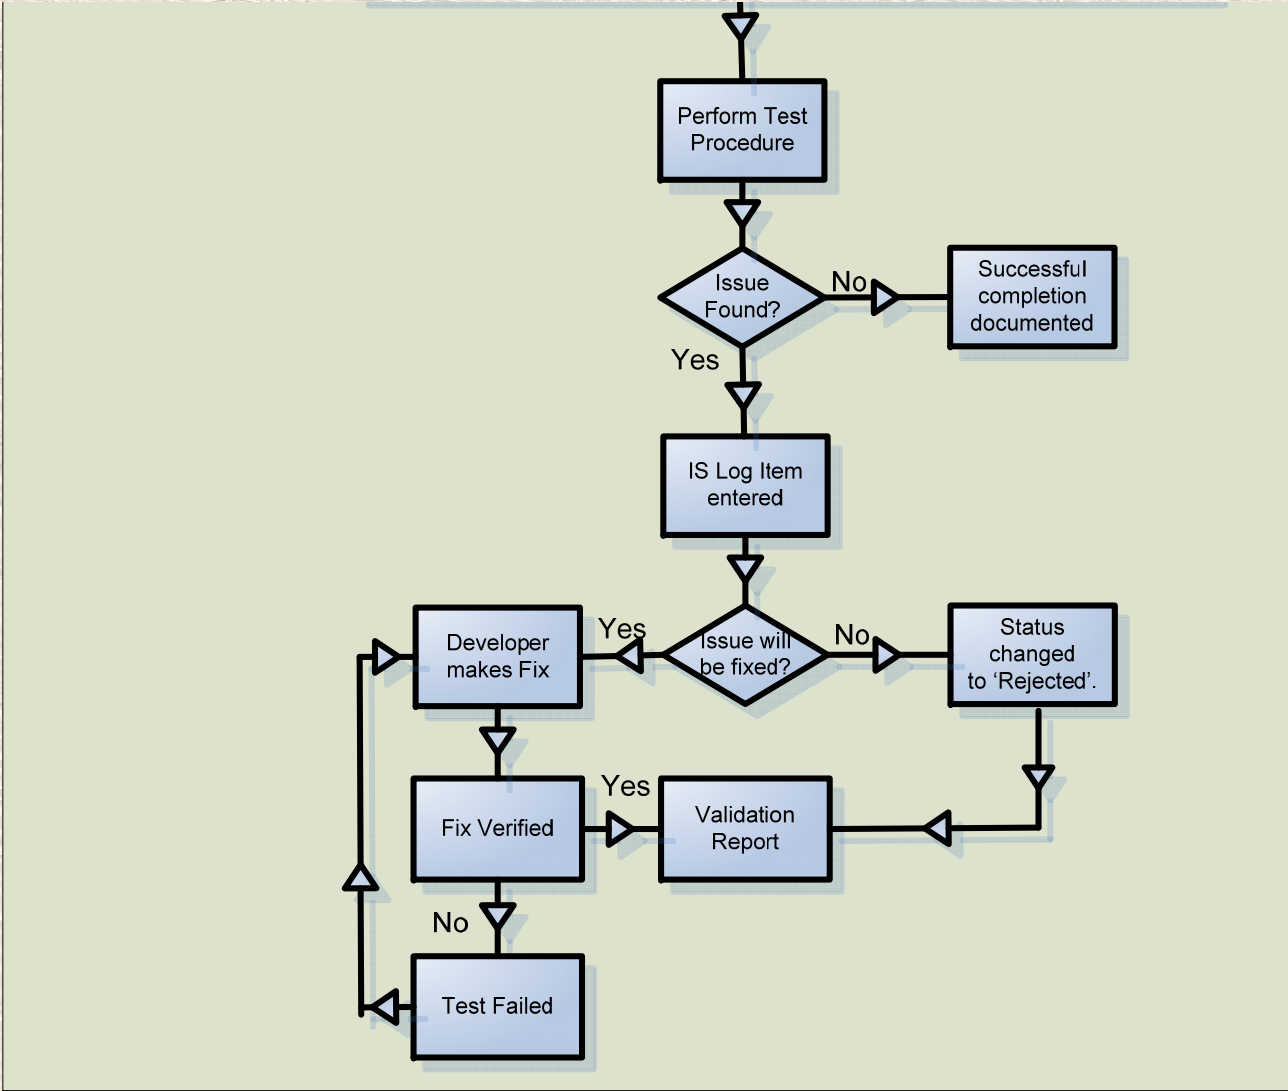 Perform Test
Procedure
Issue
Found?
No
Successful
completion
documented
Yes
IS Log Item
entered
Developer
makes Fix
Yes
Issue will
be fixed?
No
Status
changed
to ‘Rejected’.
Fix Verified
Yes
Validation
Report
No
Test Failed